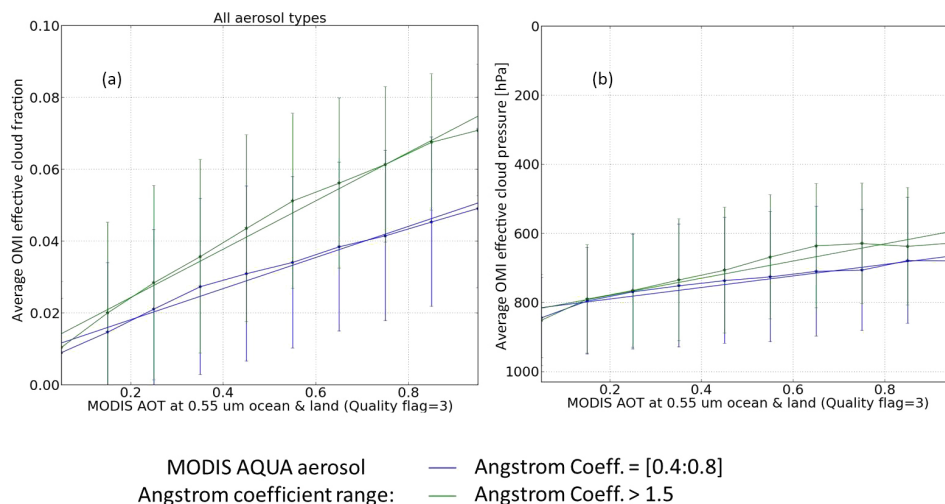 All aerosol types
(a)
0.10
0.08
0.06
0.04
0.02
0.00
Average OMI effective cloud fraction
0.2 0.4 0.6 0.8
MODIS AOT at 0.55 um ocean & land (Quality flag=3)
(b)
0
200
400
600
800
1000
Average OMI effective cloud pressure [hPa]
0.2 0.4 0.6 0.8
MODIS AOT at 0.55 um ocean & land (Quality flag=3)
MODIS AQUA aerosol
Angstrom coefficient range:
Angstrom Coeff. = [0.4:0.8]
Angstrom Coeff. > 1.5